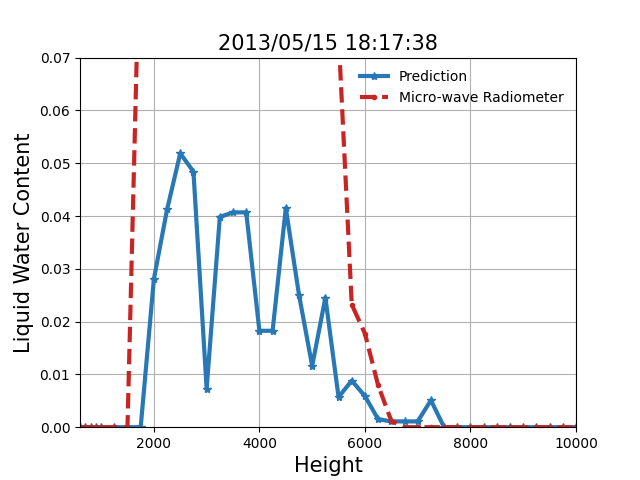 2013/05/15 18:17:38
Liquid Water Content
0.07
0.06
0.05
0.04
0.03
0.02
0.01
0.00
Prediction
Micro-wave Radiometer
2000 4000 6000 8000 10000
Height